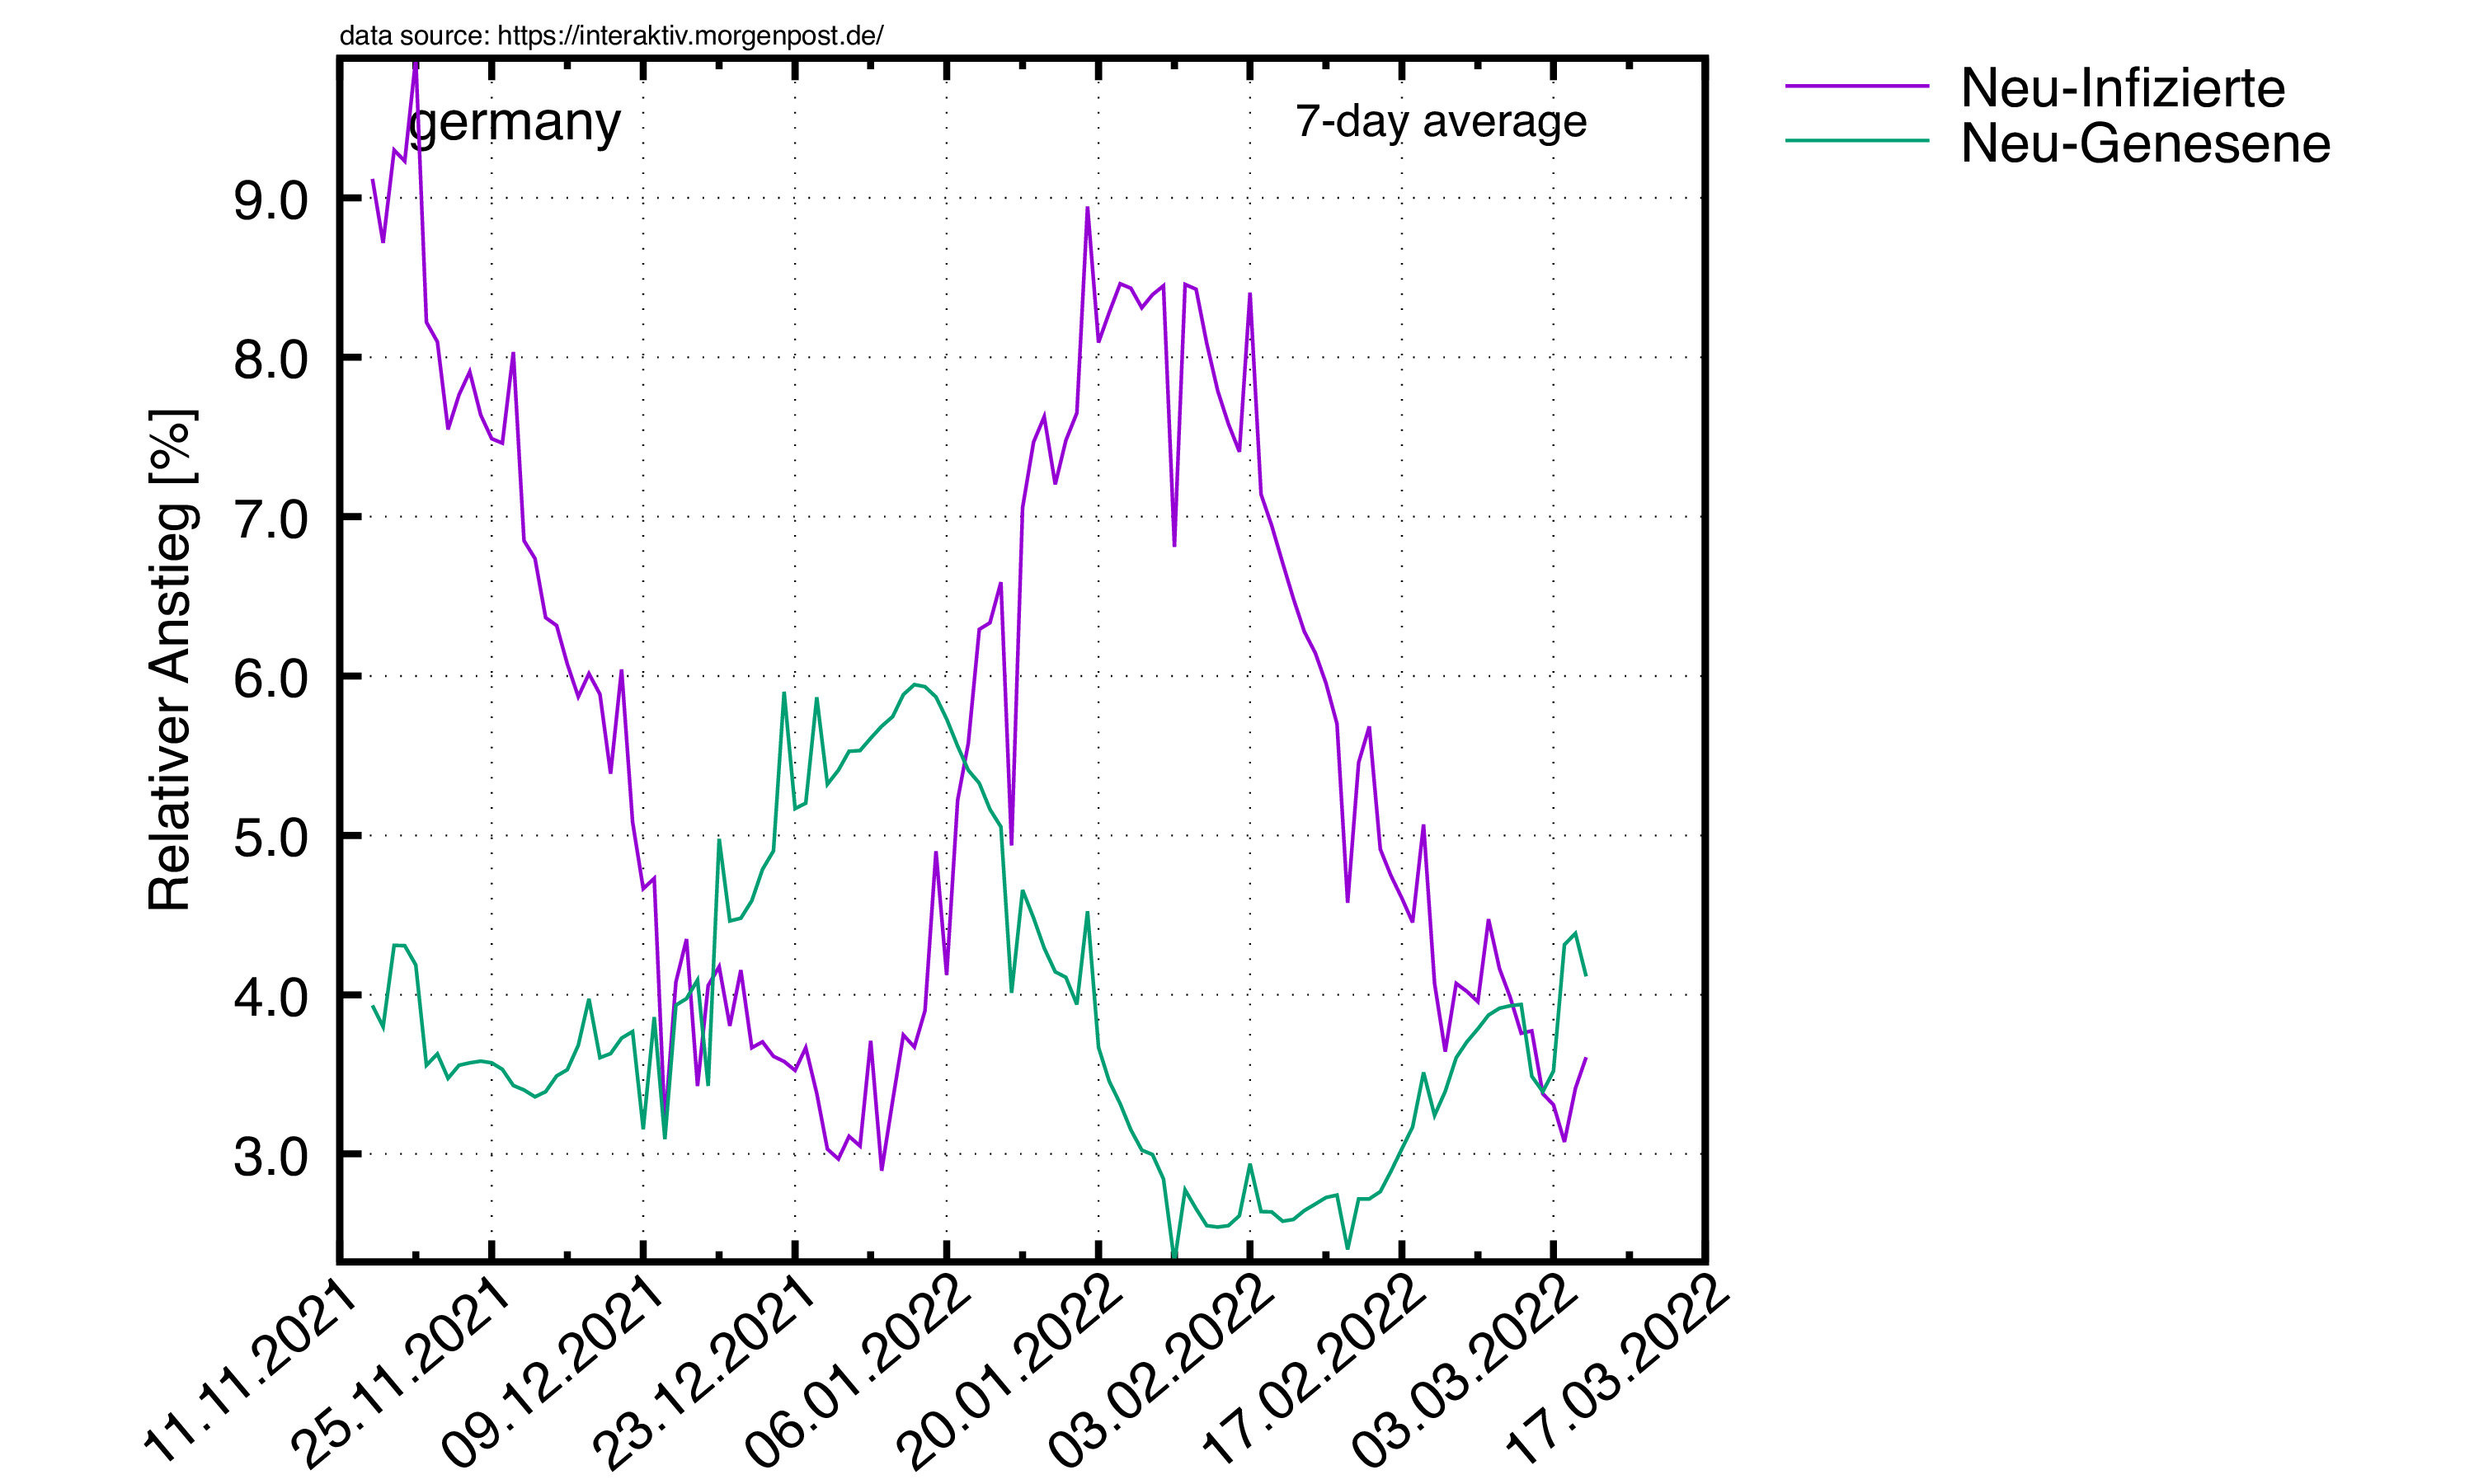 data source: https://interaktiv.morgenpost.de/
germany
7-day average
Neu-Infizierte
Neu-Genesene
Relativer Anstieg [%]
9.0
8.0
7.0
6.0
5.0
4.0
3.0
11.11.2021
25.11.2021
09.12.2021
23.12.2021
06.01.2022
20.01.2022
03.02.2022
17.02.2022
03.03.2022
17.03.2022